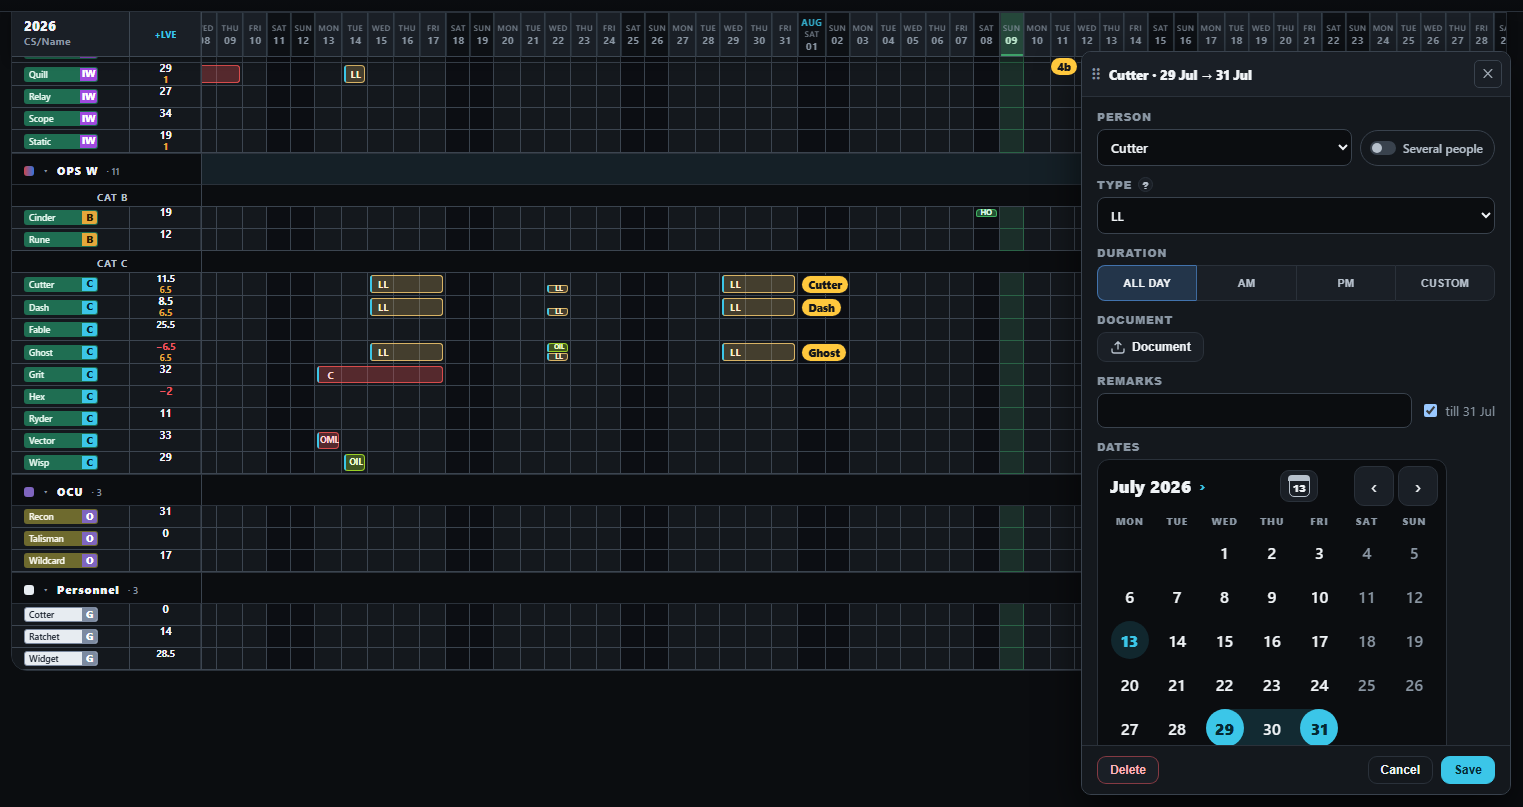 2026
CS/Name
+LVE
ED 08 THU 09 FRI 10 SAT 11 SUN 12 MON 13 TUE 14 WED 15 THU 16 FRI 17 SAT 18 SUN 19 MON 20 TUE 21 WED 22 THU 23 FRI 24 SAT 25 SUN 26 MON 27 TUE 28 WED 29 THU 30 FRI 31 AUG SAT 01 SUN 02 MON 03 TUE 04 WED 05 THU 06 FRI 07 SAT 08 SUN 09 MON 10 TUE 11 WED 12 THU 13 FRI 14 SAT 15 SUN 16 MON 17 TUE 18 WED 19 THU 20 FRI 21 SAT 22 SUN 23 MON 24 TUE 25 WED 26 THU 27 FRI 28
Quill IW 29 1 LL 4b
Relay IW 27
Scope IW 34
Static IW 19 1
OPS W · 11
CAT B
Cinder B 19 HO
Rune B 12
CAT C
Cutter C 11.5 6.5 LL LL LL Cutter
Dash C 8.5 6.5 LL LL LL Dash
Fable C 25.5
Ghost C −6.5 6.5 LL OIL LL LL Ghost
Grit C 32 C
Hex C −2
Ryder C 11
Vector C 33 OML
Wisp C 29 OIL
OCU · 3
Recon O 31
Talisman O 0
Wildcard O 17
Personnel · 3
Cotter G 0
Ratchet G 14
Widget G 28.5
Cutter · 29 Jul → 31 Jul
PERSON
Cutter
Several people
TYPE ?
LL
DURATION
ALL DAY AM PM CUSTOM
DOCUMENT
Document
REMARKS
till 31 Jul
DATES
July 2026 ›
13
‹ ›
MON TUE WED THU FRI SAT SUN
1 2 3 4 5
6 7 8 9 10 11 12
13 14 15 16 17 18 19
20 21 22 23 24 25 26
27 28 29 30 31
Delete Cancel Save